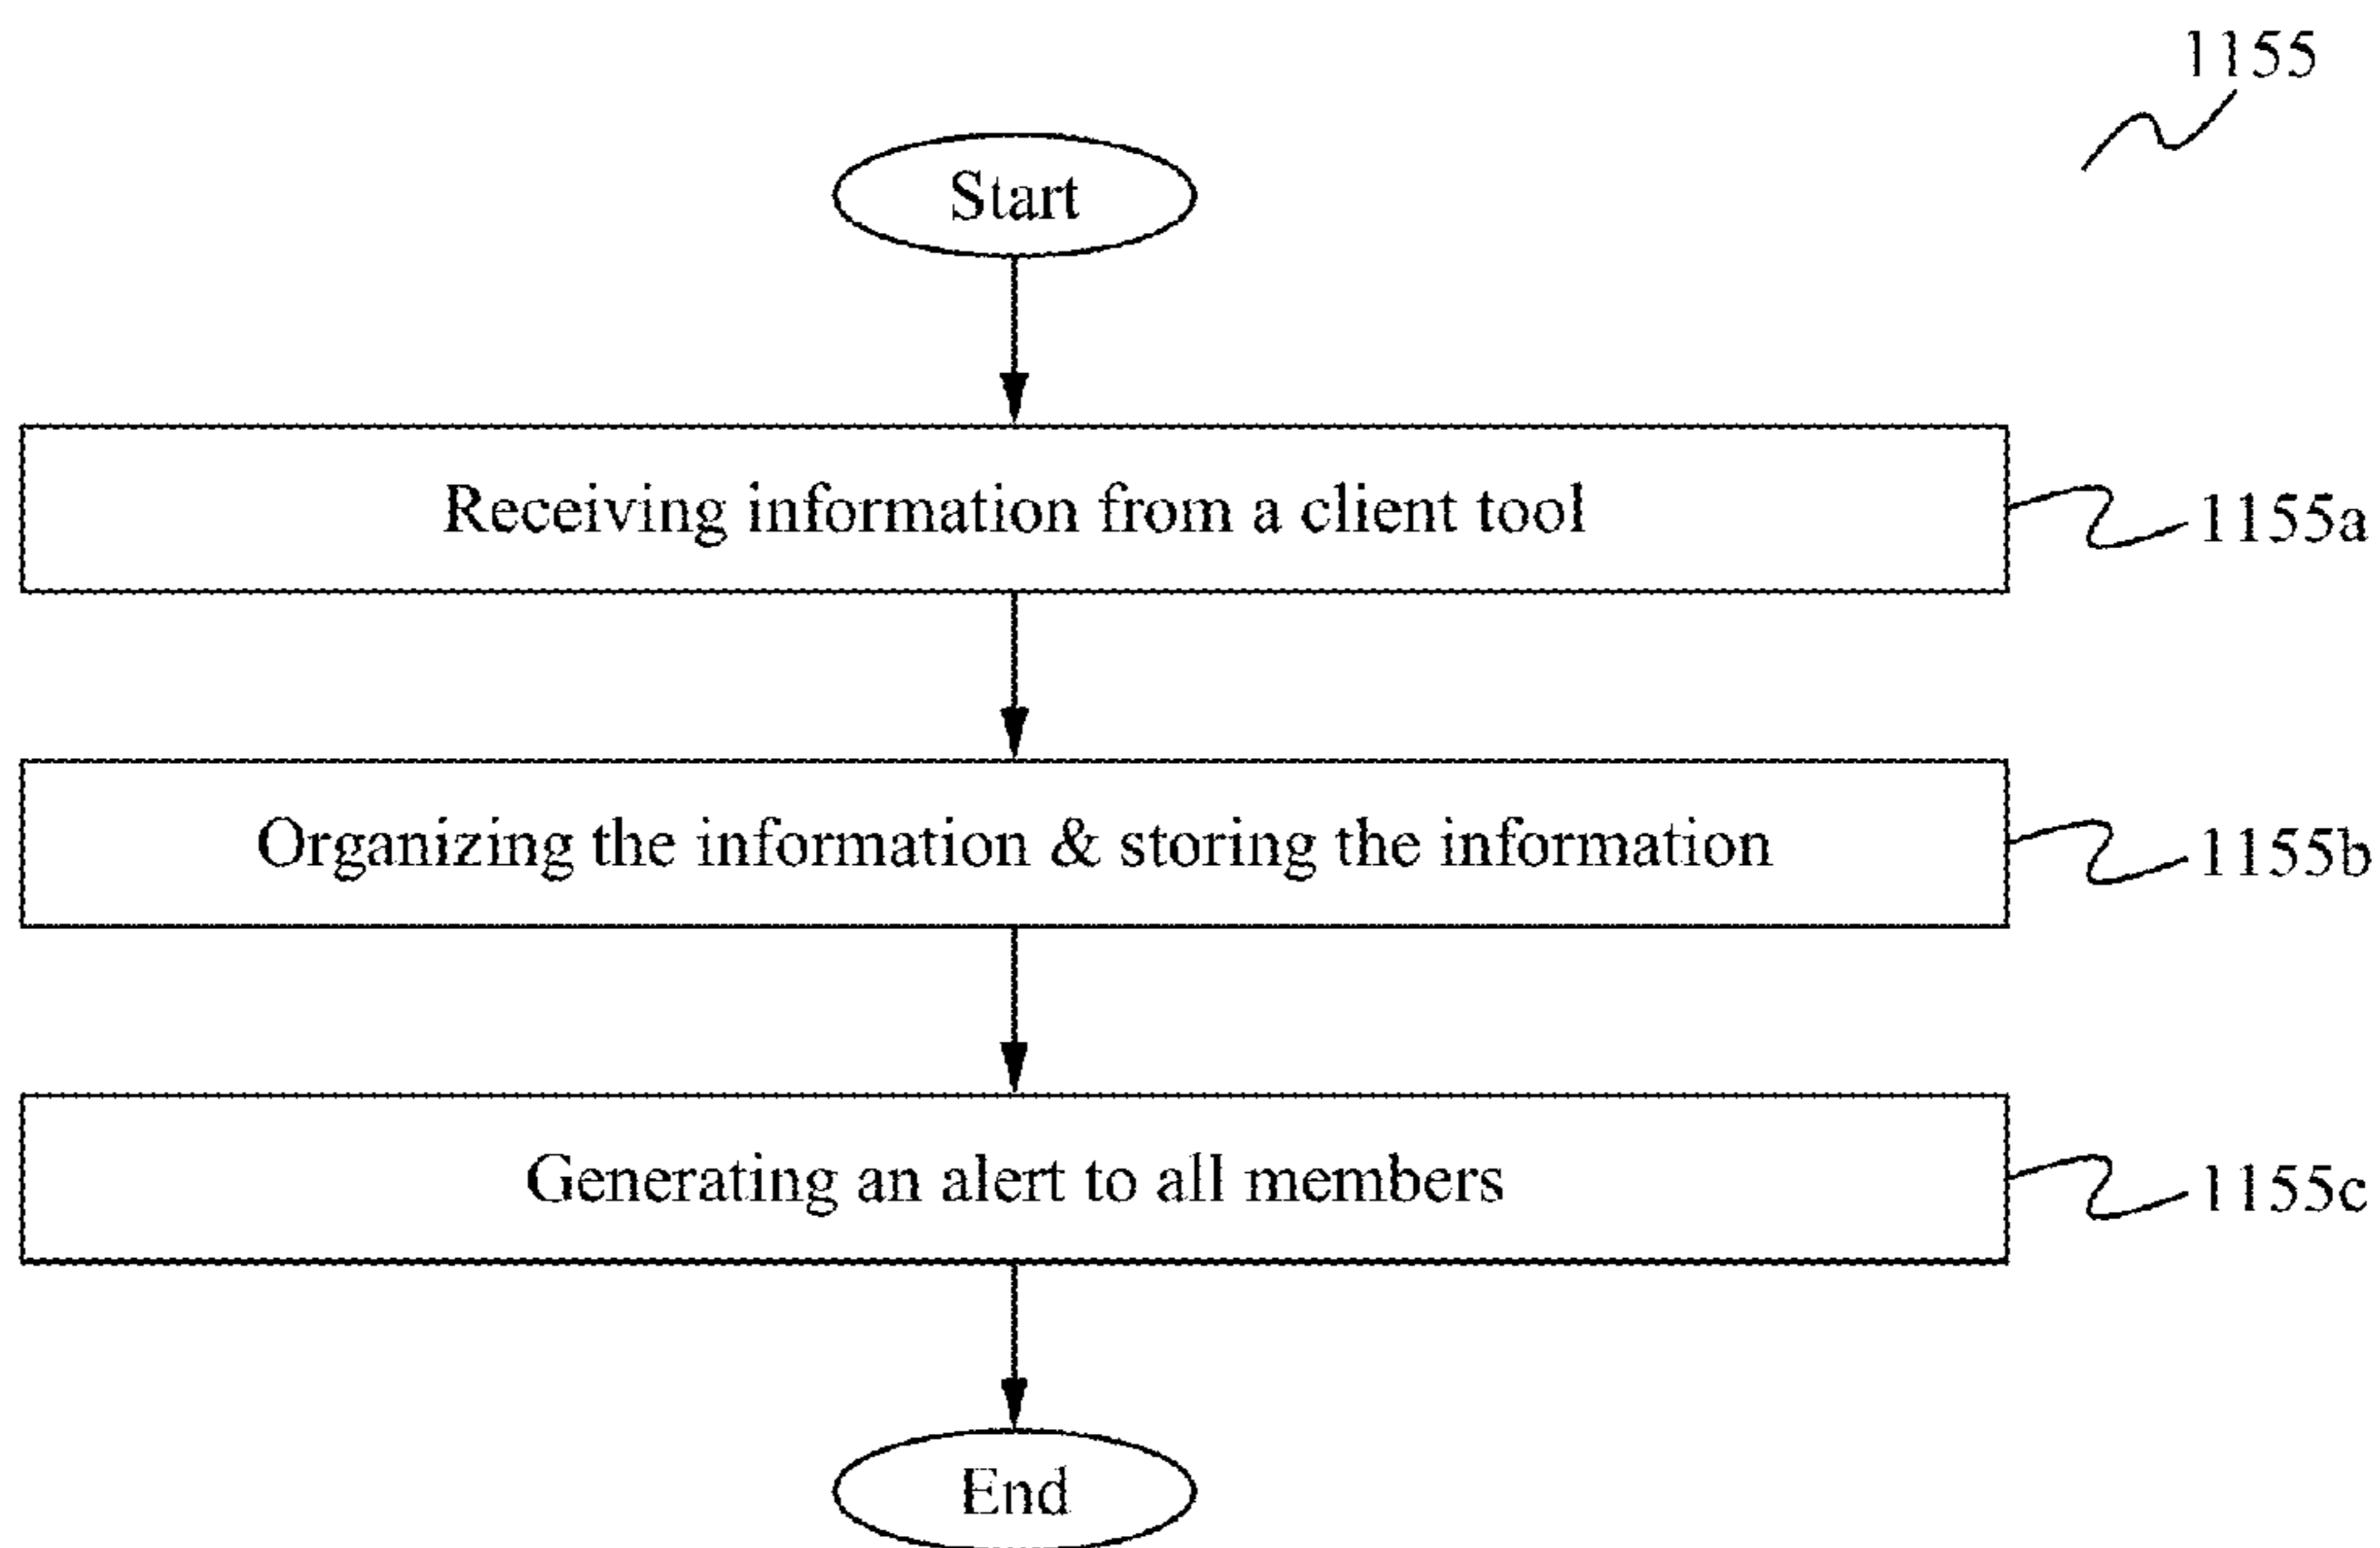 1155
Start
Receiving information from a client tool
1155a
Organizing the information & storing the information
1155b
Generating an alert to all members
1155c
End